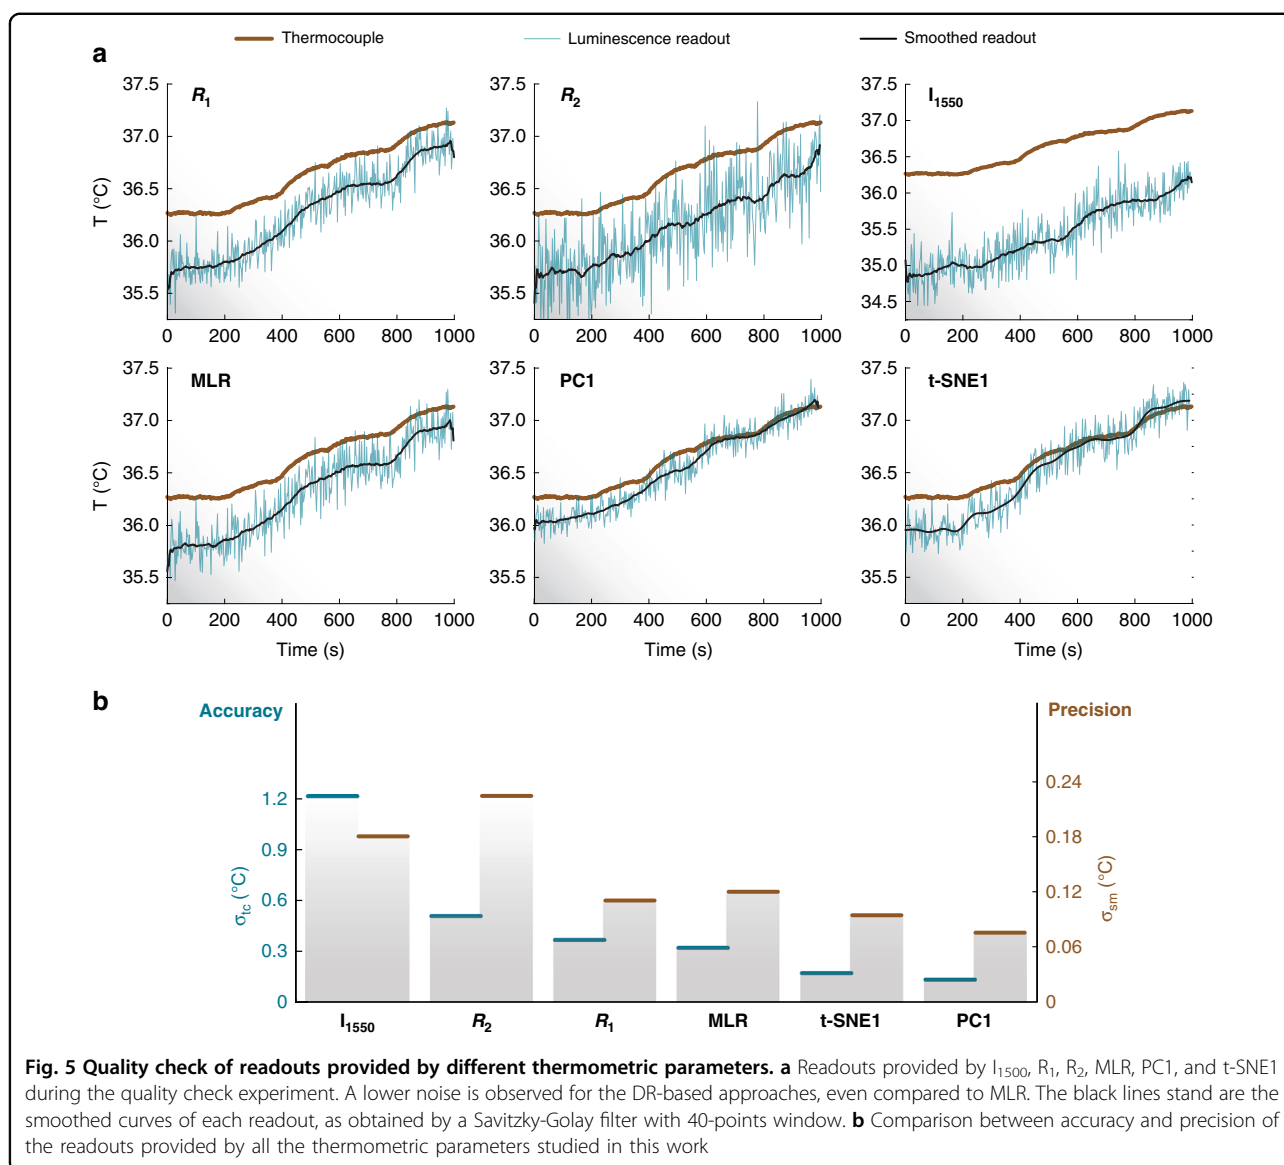 a
Thermocouple Luminescence readout Smoothed readout
R1 R2 I1550
37.5 37.5 37.5
37.0 37.0 37.0
36.5 36.5 36.5
36.0 36.0 36.0
35.5 35.5 35.0
34.5
T (°C)
0 200 400 600 800 1000 0 200 400 600 800 1000 0 200 400 600 800 1000
MLR PC1 t-SNE1
37.5 37.5 37.5
37.0 37.0 37.0
36.5 36.5 36.5
36.0 36.0 36.0
35.5 35.5 35.5
T (°C)
0 200 400 600 800 1000 0 200 400 600 800 1000 0 200 400 600 800 1000
Time (s) Time (s) Time (s)
b
Accuracy Precision
1.2
0.9
0.6
0.3
0
σtc (°C)
0.24
0.18
0.12
0.06
0
σsm (°C)
I1550 R2 R1 MLR t-SNE1 PC1
Fig. 5 Quality check of readouts provided by different thermometric parameters. a Readouts provided by I1500, R1, R2, MLR, PC1, and t-SNE1
during the quality check experiment. A lower noise is observed for the DR-based approaches, even compared to MLR. The black lines stand are the
smoothed curves of each readout, as obtained by a Savitzky-Golay filter with 40-points window. b Comparison between accuracy and precision of
the readouts provided by all the thermometric parameters studied in this work